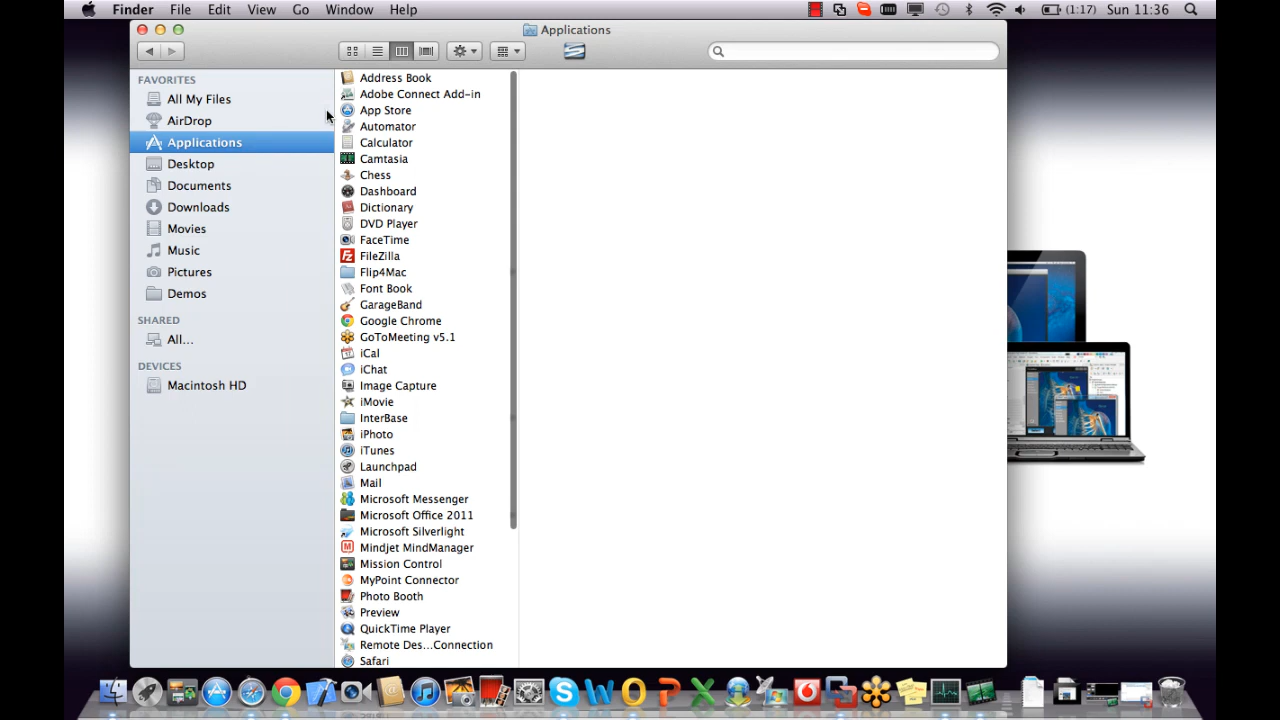 Finder File Edit View Go Window Help (1:17) Sun 11:36
Applications
FAVORITES
All My Files
AirDrop
Applications
Desktop
Documents
Downloads
Movies
Music
Pictures
Demos
SHARED
All...
DEVICES
Macintosh HD
Address Book
Adobe Connect Add-in
App Store
Automator
Calculator
Camtasia
Chess
Dashboard
Dictionary
DVD Player
FaceTime
FileZilla
Flip4Mac
Font Book
GarageBand
Google Chrome
GoToMeeting v5.1
iCal
iChat
Image Capture
iMovie
InterBase
iPhoto
iTunes
Launchpad
Mail
Microsoft Messenger
Microsoft Office 2011
Microsoft Silverlight
Mindjet MindManager
Mission Control
MyPoint Connector
Photo Booth
Preview
QuickTime Player
Remote Des...Connection
Safari